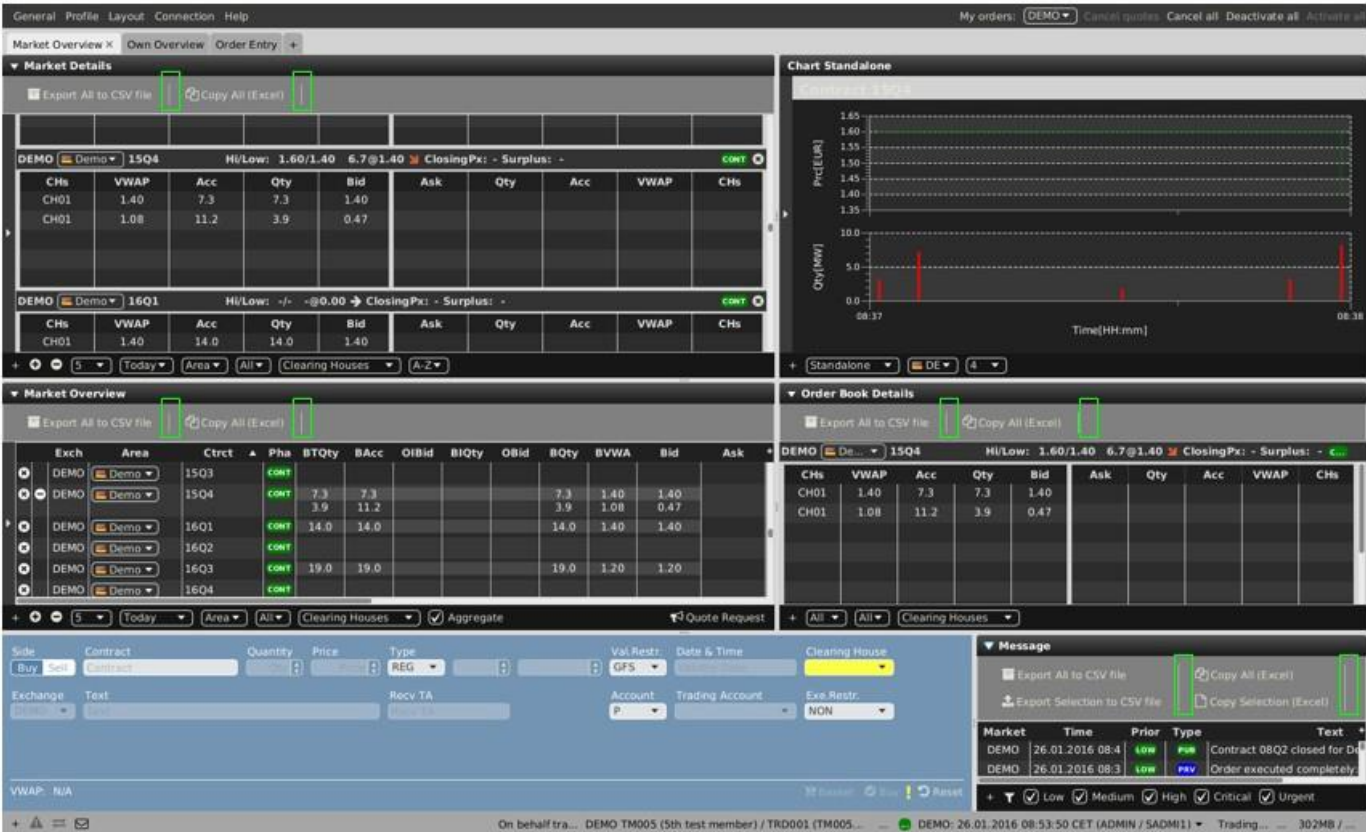 General Profile Layout Connection Help
My orders: DEMO Cancel quotes Cancel all Deactivate all Activate all
Market Overview Own Overview Order Entry +
Market Details
Export All to CSV file Copy All (Excel)
DEMO Demo 15Q4 Hi/Low: 1.60/1.40 6.7@1.40 ClosingPx: - Surplus: - CONT
CHs VWAP Acc Qty Bid Ask Qty Acc VWAP CHs
CH01 1.40 7.3 7.3 1.40
CH01 1.08 11.2 3.9 0.47
DEMO Demo 16Q1 Hi/Low: -/- -@0.00 ClosingPx: - Surplus: - CONT
CHs VWAP Acc Qty Bid Ask Qty Acc VWAP CHs
CH01 1.40 14.0 14.0 1.40
+ 5 Today Area All Clearing Houses A-Z
Chart Standalone
Contract 15Q4
Prc[EUR]
1.65
1.60
1.55
1.50
1.45
1.40
1.35
Qty[MW]
10.0
5.0
0.0
08:37 08:38
Time[HH:mm]
+ Standalone DE 4
Market Overview
Export All to CSV file Copy All (Excel)
Exch Area Ctrct Pha BTQty BAcc OIBid BIQty OBid BQty BVWA Bid Ask
DEMO Demo 15Q3 CONT
DEMO Demo 15Q4 CONT 7.3 7.3 7.3 1.40 1.40
3.9 11.2 3.9 1.08 0.47
DEMO Demo 16Q1 CONT 14.0 14.0 14.0 1.40 1.40
DEMO Demo 16Q2 CONT
DEMO Demo 16Q3 CONT 19.0 19.0 19.0 1.20 1.20
DEMO Demo 16Q4 CONT
+ 5 Today Area All Clearing Houses Aggregate Quote Request
Order Book Details
Export All to CSV file Copy All (Excel)
DEMO De... 15Q4 Hi/Low: 1.60/1.40 6.7@1.40 ClosingPx: - Surplus: - C...
CHs VWAP Acc Qty Bid Ask Qty Acc VWAP CHs
CH01 1.40 7.3 7.3 1.40
CH01 1.08 11.2 3.9 0.47
+ All All Clearing Houses
Side Contract Quantity Price Type Val.Restr. Date & Time Clearing House
Buy Sell Contract REG GFS
Exchange Text Recv TA Account Trading Account Exe.Restr.
DEMO Text Recv TA P NON
VWAP: N/A
Basket Buy ! Reset
Message
Export All to CSV file Copy All (Excel)
Export Selection to CSV file Copy Selection (Excel)
Market Time Prior Type Text
DEMO 26.01.2016 08:4 LOW PUB Contract 08Q2 closed for De
DEMO 26.01.2016 08:3 LOW PRV Order executed completely:
+ Low Medium High Critical Urgent
+ On behalf tra... DEMO TM005 (5th test member) / TRD001 (TM005... ... DEMO: 26.01.2016 08:53:50 CET (ADMIN / SADMI1) Trading... ... 302MB / ...